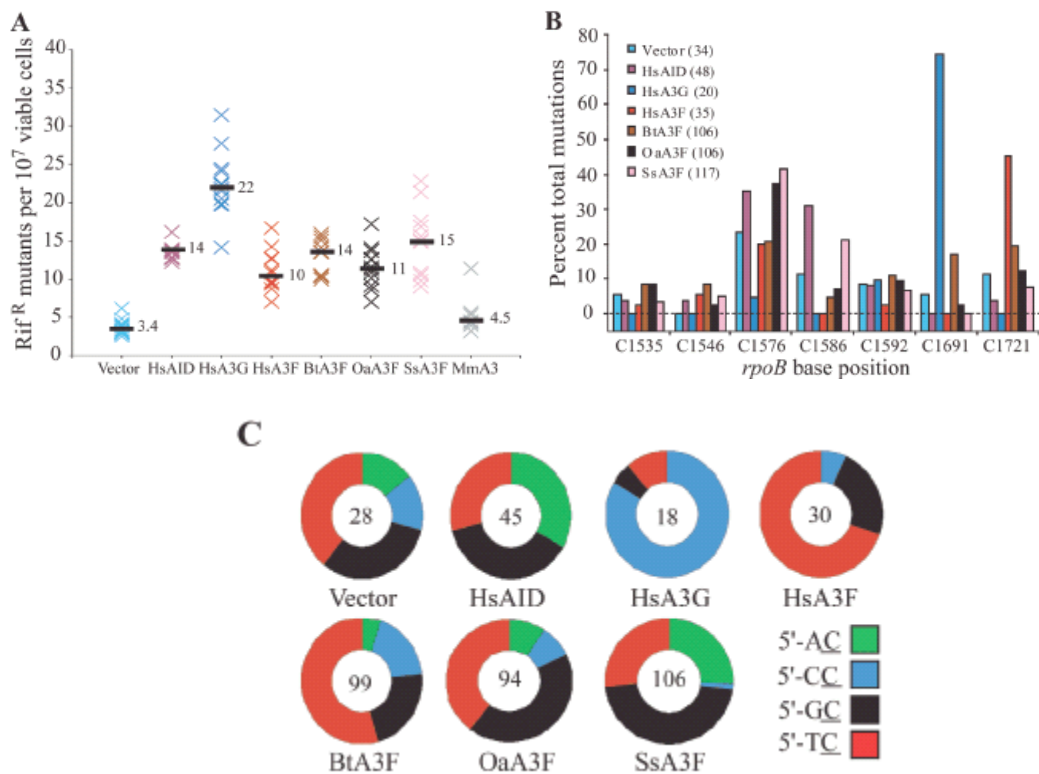 A
Rif R mutants per 10⁷ viable cells
40
35
30
25
20
15
10
5
0
3.4
14
22
10
14
11
15
4.5
Vector HsAID HsA3G HsA3F BtA3F OaA3F SsA3F MmA3
B
Percent total mutations
80
70
60
50
40
30
20
10
0
Vector (34)
HsAID (48)
HsA3G (20)
HsA3F (35)
BtA3F (106)
OaA3F (106)
SsA3F (117)
C1535 C1546 C1576 C1586 C1592 C1691 C1721
rpoB base position
C
28
Vector
45
HsAID
18
HsA3G
30
HsA3F
99
BtA3F
94
OaA3F
106
SsA3F
5'-AC
5'-CC
5'-GC
5'-TC